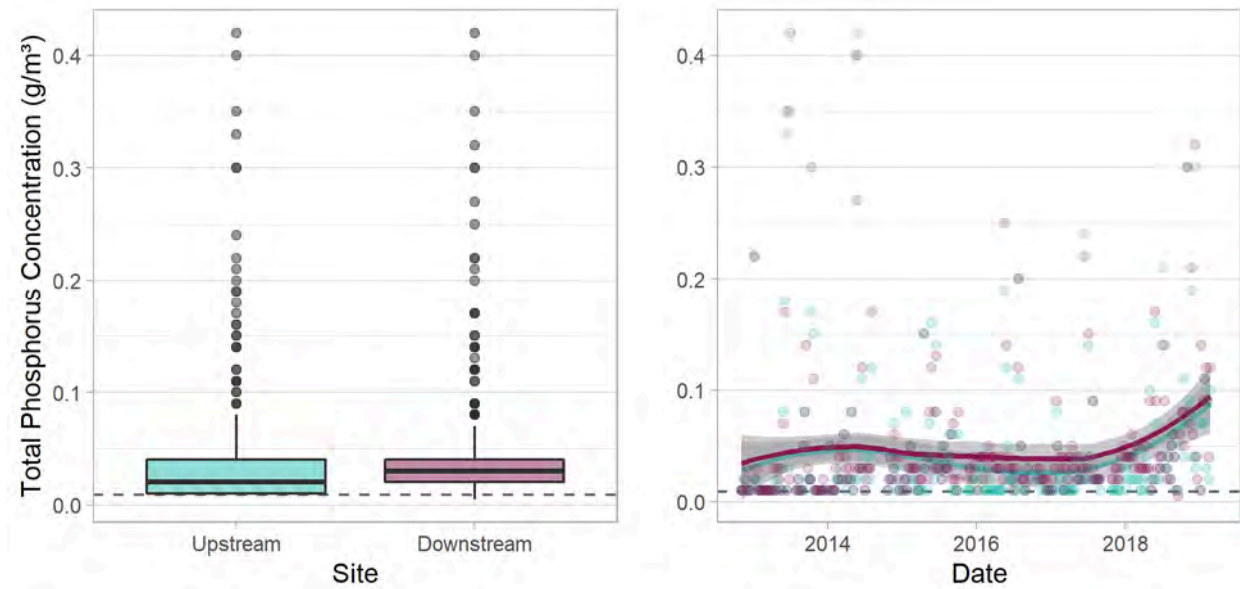 Total Phosphorus Concentration (g/m³)
0.4
0.3
0.2
0.1
0.0
Upstream
Downstream
Site
0.4
0.3
0.2
0.1
0.0
2014
2016
2018
Date